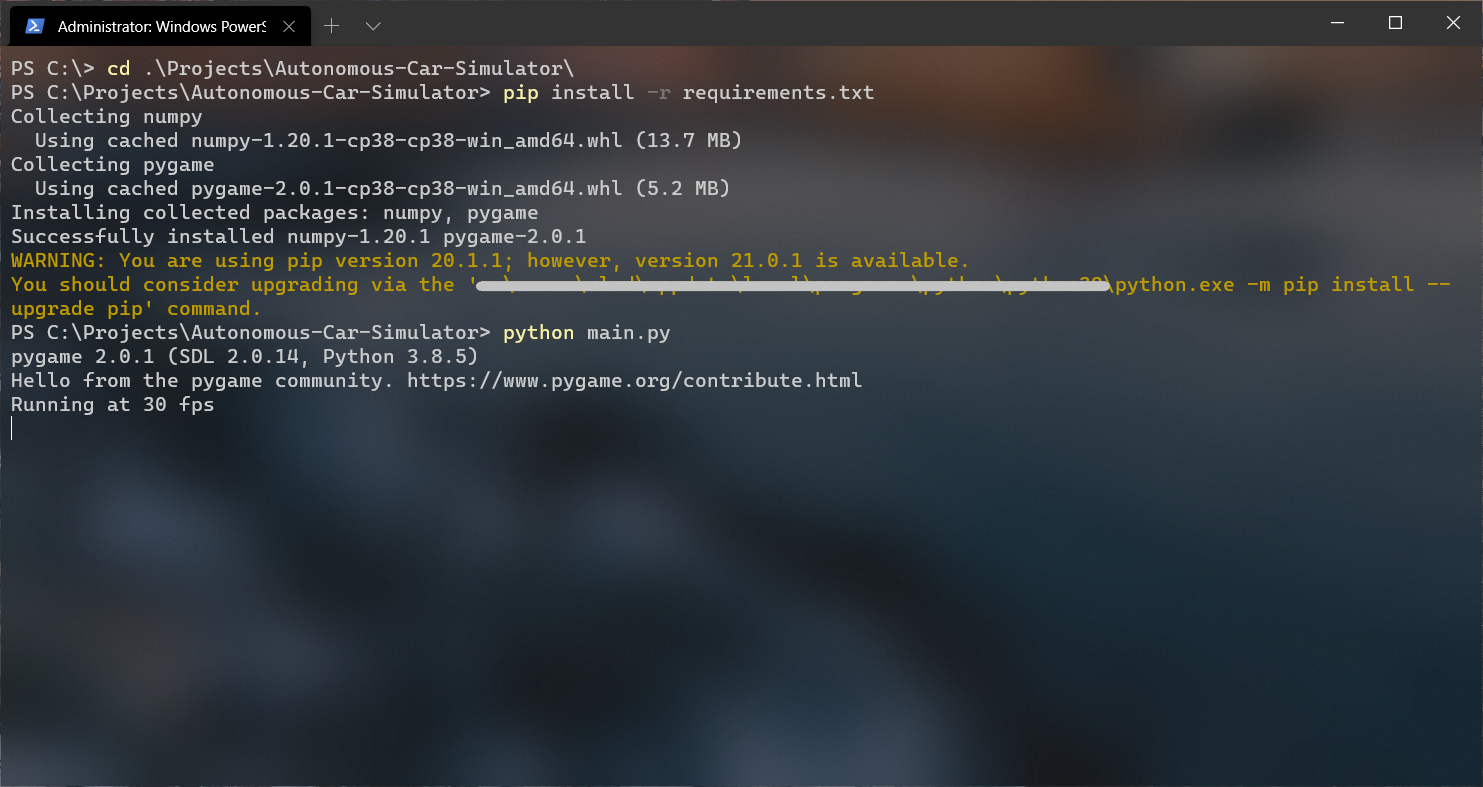 Administrator: Windows PowerS
PS C:\> cd .\Projects\Autonomous-Car-Simulator\
PS C:\Projects\Autonomous-Car-Simulator> pip install -r requirements.txt
Collecting numpy
  Using cached numpy-1.20.1-cp38-cp38-win_amd64.whl (13.7 MB)
Collecting pygame
  Using cached pygame-2.0.1-cp38-cp38-win_amd64.whl (5.2 MB)
Installing collected packages: numpy, pygame
Successfully installed numpy-1.20.1 pygame-2.0.1
WARNING: You are using pip version 20.1.1; however, version 21.0.1 is available.
You should consider upgrading via the '\python.exe -m pip install --
upgrade pip' command.
PS C:\Projects\Autonomous-Car-Simulator> python main.py
pygame 2.0.1 (SDL 2.0.14, Python 3.8.5)
Hello from the pygame community. https://www.pygame.org/contribute.html
Running at 30 fps